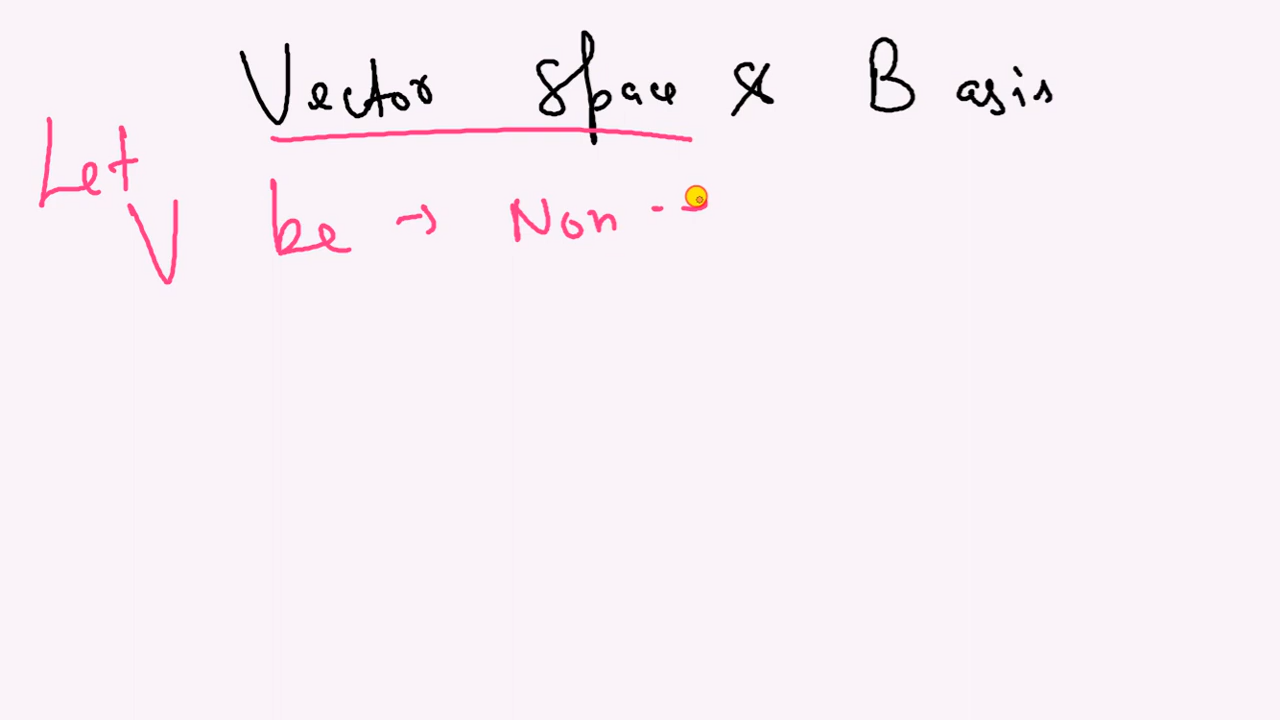 Vector Space & Basis
Let
V be → Non -